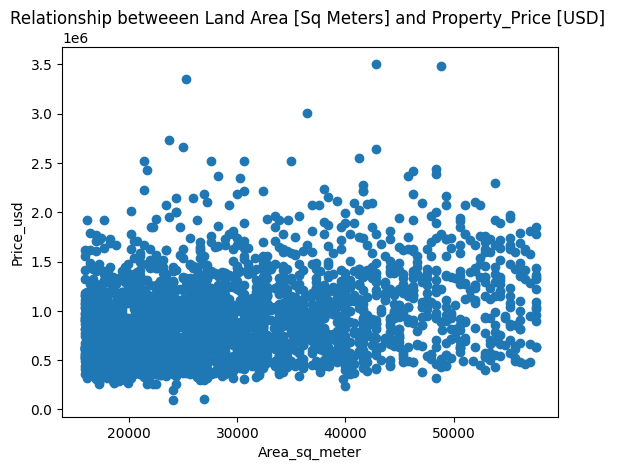 Relationship betweeen Land Area [Sq Meters] and Property_Price [USD]
1e6
3.5
3.0
2.5
2.0
1.5
1.0
0.5
0.0
Price_usd
20000 30000 40000 50000
Area_sq_meter